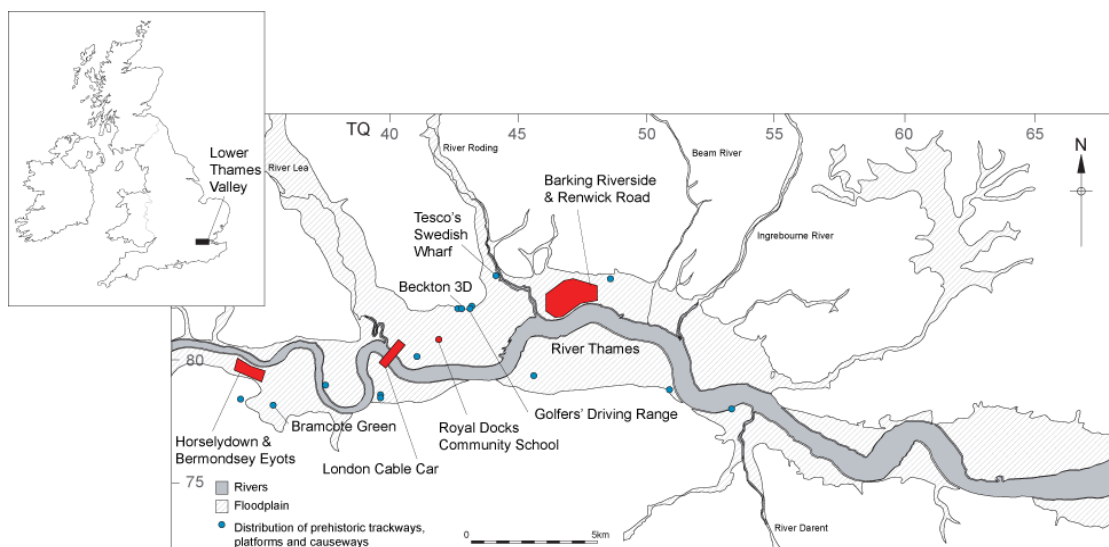 Lower
Thames
Valley
TQ
40
45
50
55
60
65
N
River Lea
River Roding
Beam River
Ingrebourne River
Barking Riverside
& Renwick Road
Tesco's
Swedish
Wharf
Beckton 3D
80
River Thames
Golfers' Driving Range
Bramcote Green
Royal Docks
Community School
Horselydown &
Bermondsey Eyots
London Cable Car
75
Rivers
Floodplain
Distribution of prehistoric trackways,
platforms and causeways
0
5km
River Darent